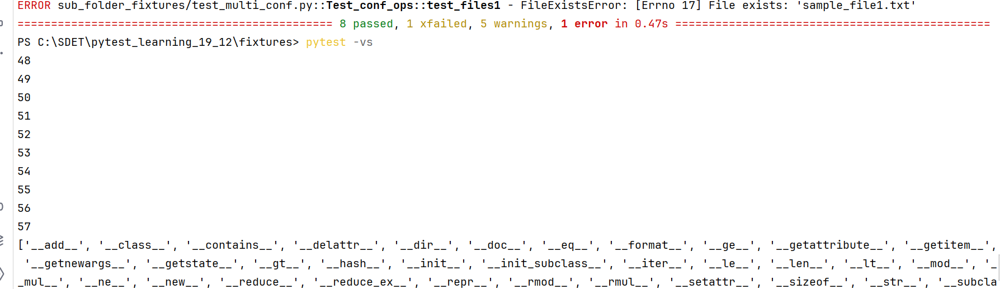 ERROR sub_folder_fixtures/test_multi_conf.py::Test_conf_ops::test_files1 - FileExistsError: [Errno 17] File exists: 'sample_file1.txt'
=============================================== 8 passed, 1 xfailed, 5 warnings, 1 error in 0.47s ===============================================
PS C:\SDET\pytest_learning_19_12\fixtures> pytest -vs
48
49
50
51
52
53
54
55
56
57
['__add__', '__class__', '__contains__', '__delattr__', '__dir__', '__doc__', '__eq__', '__format__', '__ge__', '__getattribute__', '__getitem__',
'__getnewargs__', '__getstate__', '__gt__', '__hash__', '__init__', '__init_subclass__', '__iter__', '__le__', '__len__', '__lt__', '__mod__', '_
_mul__', '__ne__', '__new__', '__reduce__', '__reduce_ex__', '__repr__', '__rmod__', '__rmul__', '__setattr__', '__sizeof__', '__str__', '__subcla